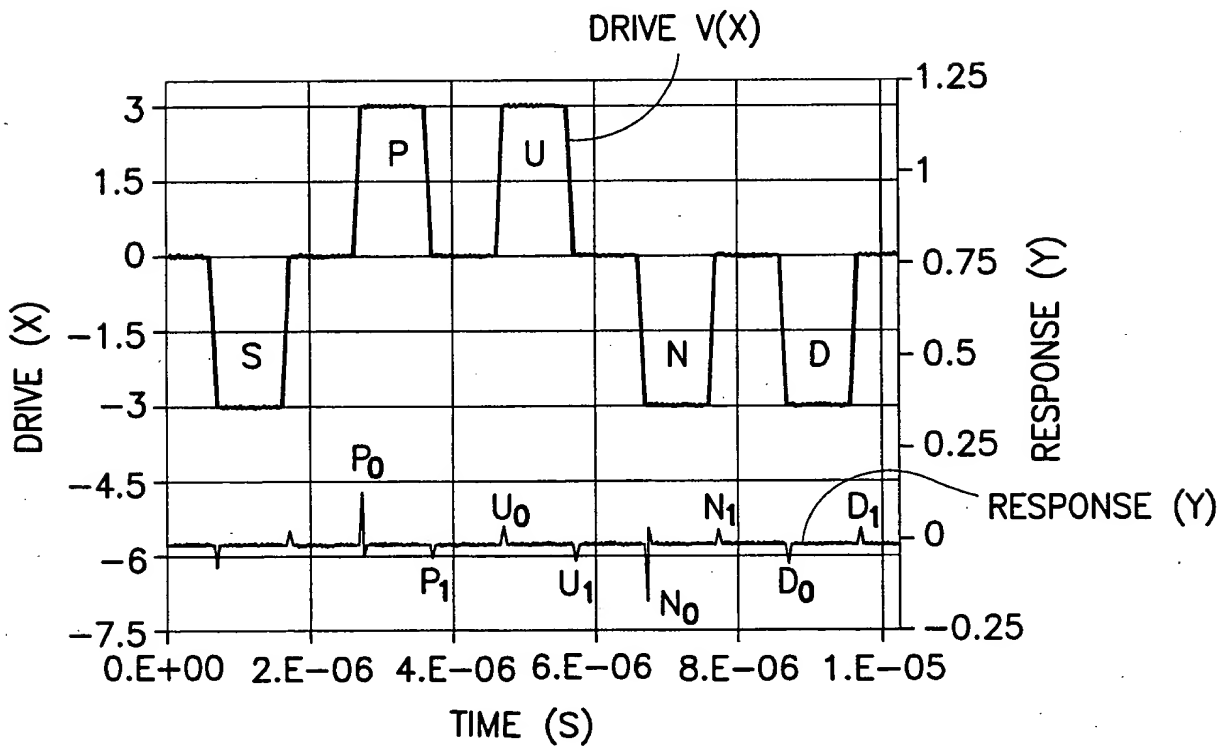 DRIVE V(X)
3
1.5
0
-1.5
-3
-4.5
-6
-7.5
DRIVE (X)
1.25
1
0.75
0.5
0.25
0
-0.25
RESPONSE (Y)
P
U
S
N
D
P0
U0
N1
D1
RESPONSE (Y)
P1
U1
N0
D0
0.E+00
2.E-06
4.E-06
6.E-06
8.E-06
1.E-05
TIME (S)